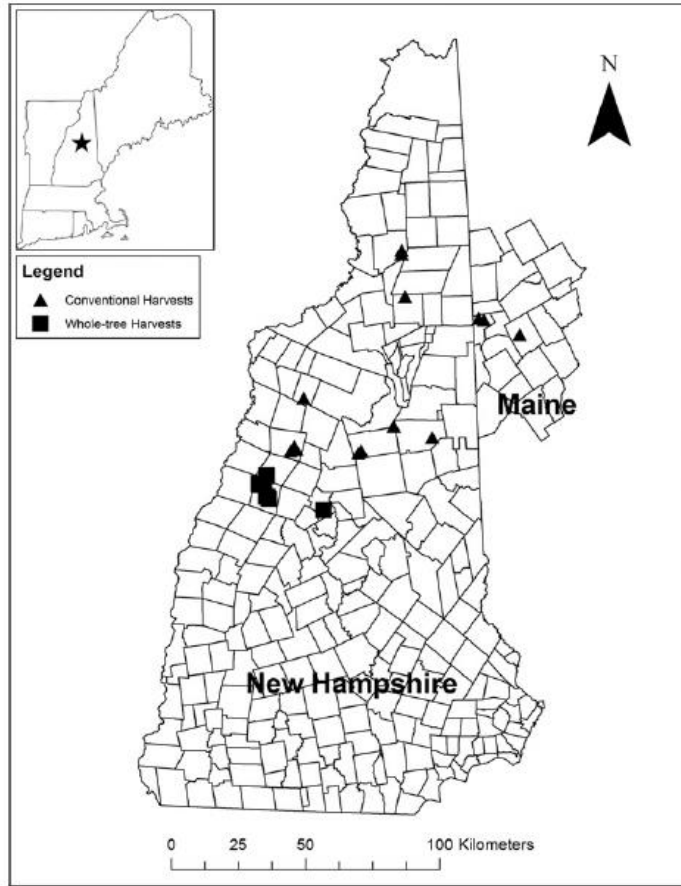 N
Legend
Conventional Harvests
Whole-tree Harvests
Maine
New Hampshire
0 25 50 100 Kilometers